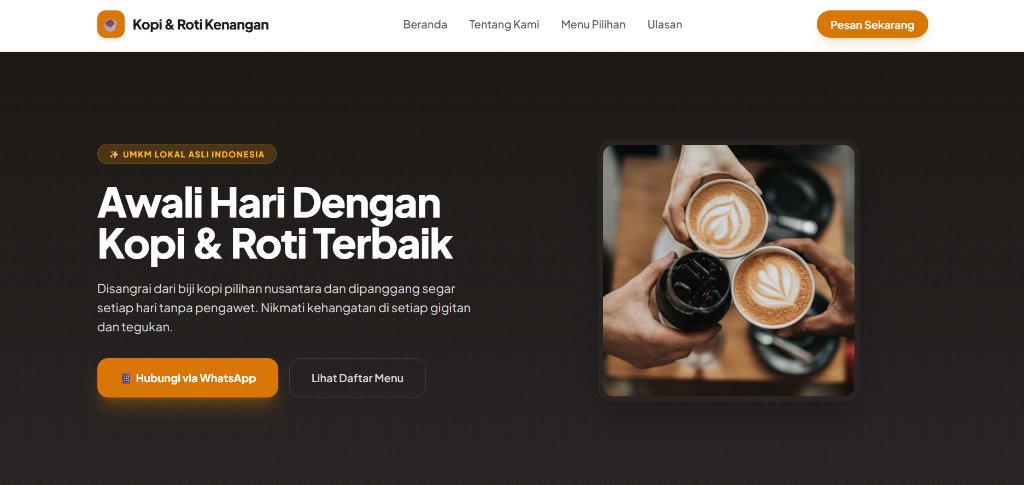 Kopi & Roti Kenangan
Beranda
Tentang Kami
Menu Pilihan
Ulasan
Pesan Sekarang
✨ UMKM LOKAL ASLI INDONESIA
Awali Hari Dengan
Kopi & Roti Terbaik
Disangrai dari biji kopi pilihan nusantara dan dipanggang segar
setiap hari tanpa pengawet. Nikmati kehangatan di setiap gigitan
dan tegukan.
Hubungi via WhatsApp
Lihat Daftar Menu